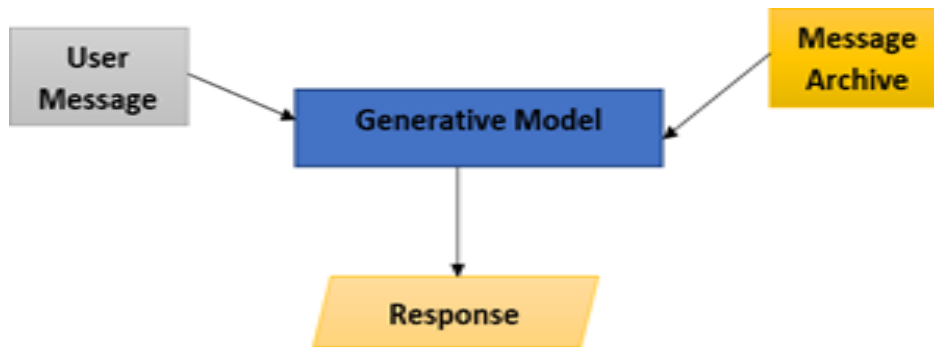 User
Message
Message
Archive
Generative Model
Response